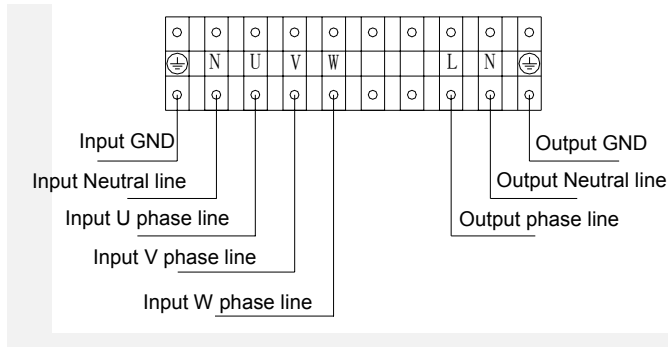 N U V W L N
Input GND
Output GND
Input Neutral line
Output Neutral line
Input U phase line
Output phase line
Input V phase line
Input W phase line